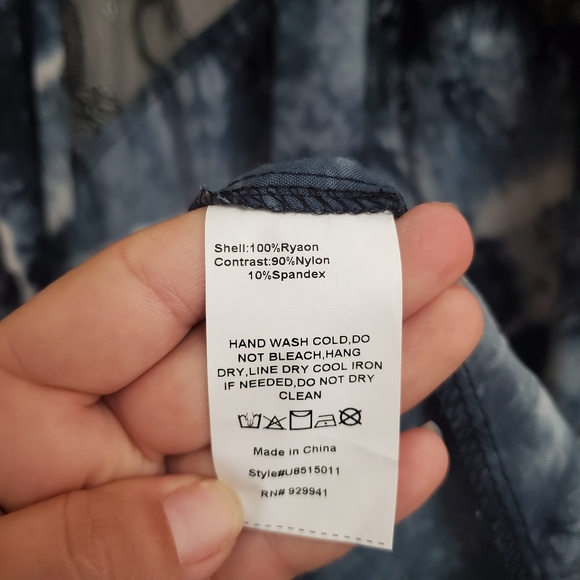 Shell:100%Ryaon
Contrast:90%Nylon
10%Spandex
HAND WASH COLD,DO
NOT BLEACH,HANG
DRY,LINE DRY COOL IRON
IF NEEDED,DO NOT DRY
CLEAN
Made in China
Style#U8515011
RN# 929941